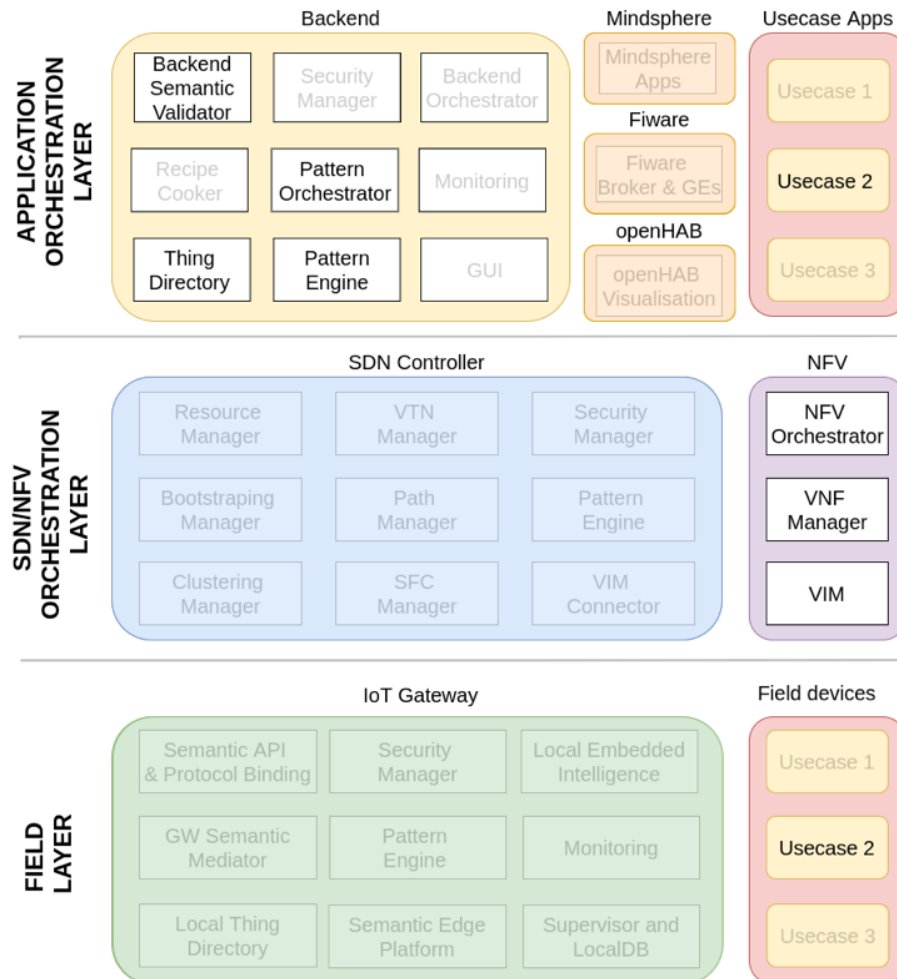 Backend
Mindsphere
Usecase Apps
APPLICATION
ORCHESTRATION
LAYER
Backend
Semantic
Validator
Security
Manager
Backend
Orchestrator
Recipe
Cooker
Pattern
Orchestrator
Monitoring
Thing
Directory
Pattern
Engine
GUI
Mindsphere
Apps
Fiware
Fiware
Broker & GEs
openHAB
openHAB
Visualisation
Usecase 1
Usecase 2
Usecase 3
SDN Controller
NFV
SDN/NFV
ORCHESTRATION
LAYER
Resource
Manager
VTN
Manager
Security
Manager
Bootstraping
Manager
Path
Manager
Pattern
Engine
Clustering
Manager
SFC
Manager
VIM
Connector
NFV
Orchestrator
VNF
Manager
VIM
IoT Gateway
Field devices
FIELD
LAYER
Semantic API
& Protocol Binding
Security
Manager
Local Embedded
Intelligence
GW Semantic
Mediator
Pattern
Engine
Monitoring
Local Thing
Directory
Semantic Edge
Platform
Supervisor and
LocalDB
Usecase 1
Usecase 2
Usecase 3